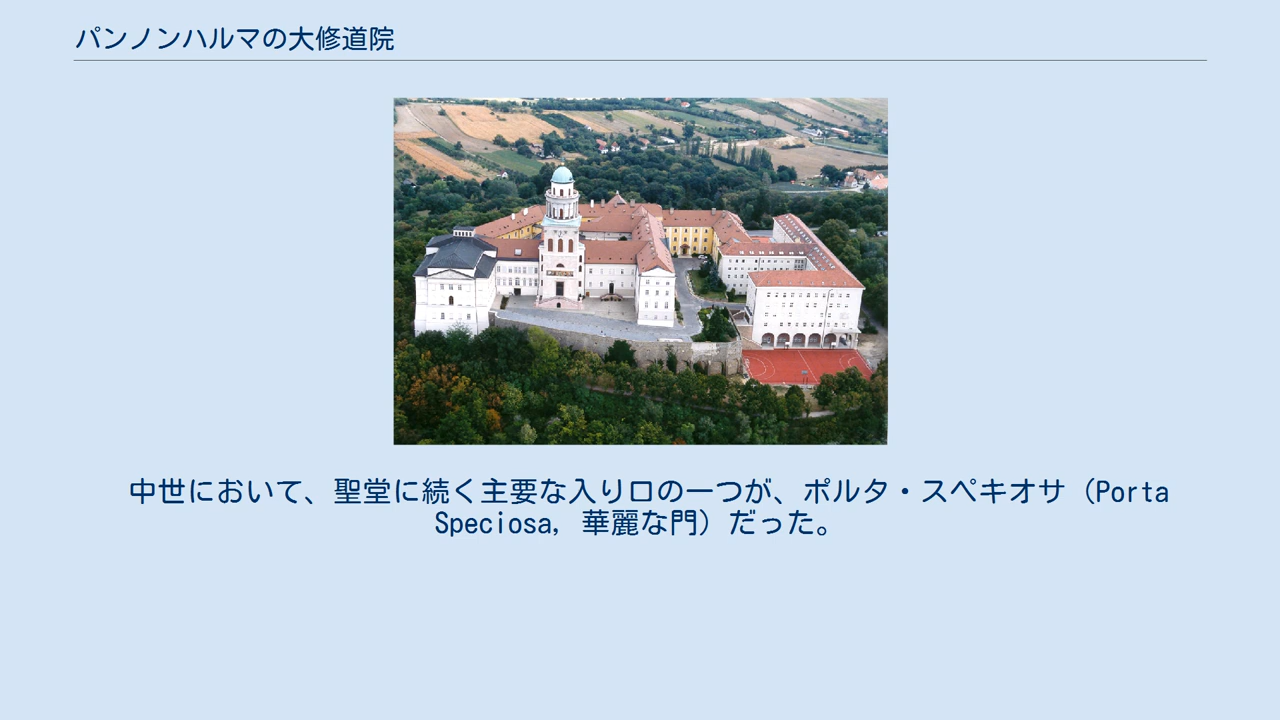 パンノンハルマの大修道院
中世において、聖堂に続く主要な入り口の一つが、ポルタ・スペキオサ（Porta
Speciosa, 華麗な門）だった。